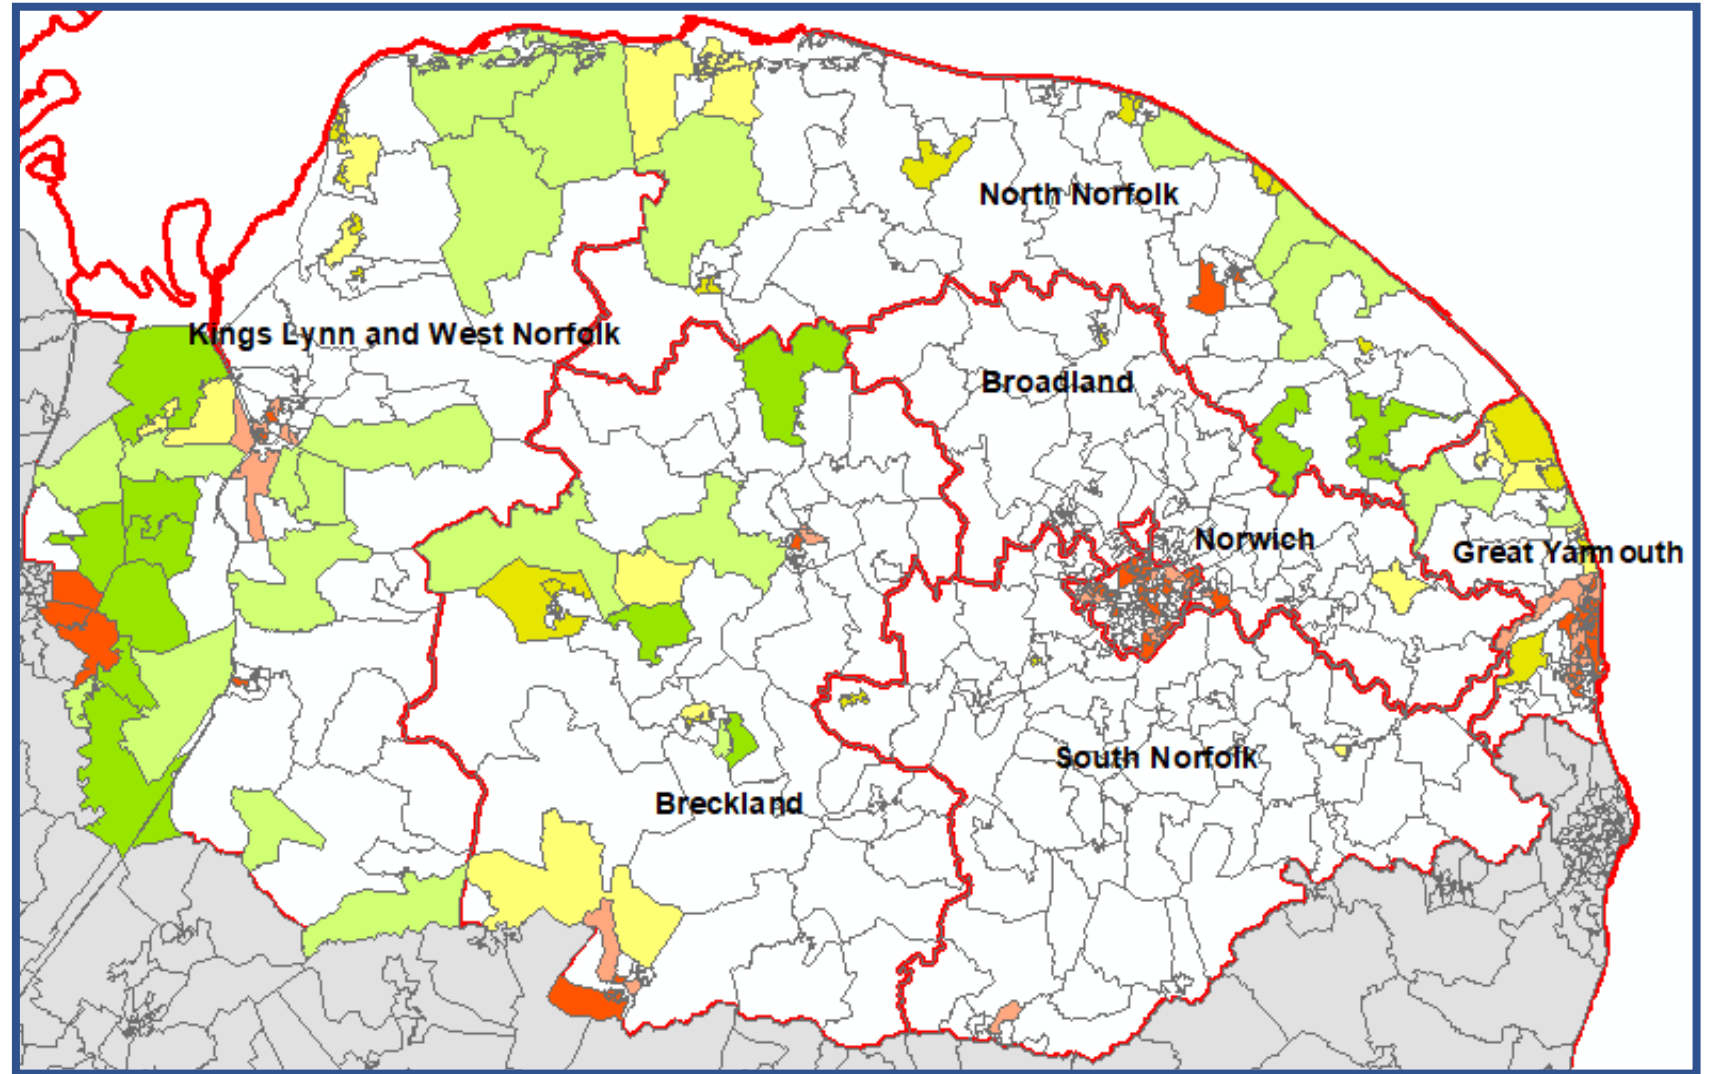 North Norfolk
Kings Lynn and West Norfolk
Broadland
Norwich
Great Yarmouth
South Norfolk
Breckland